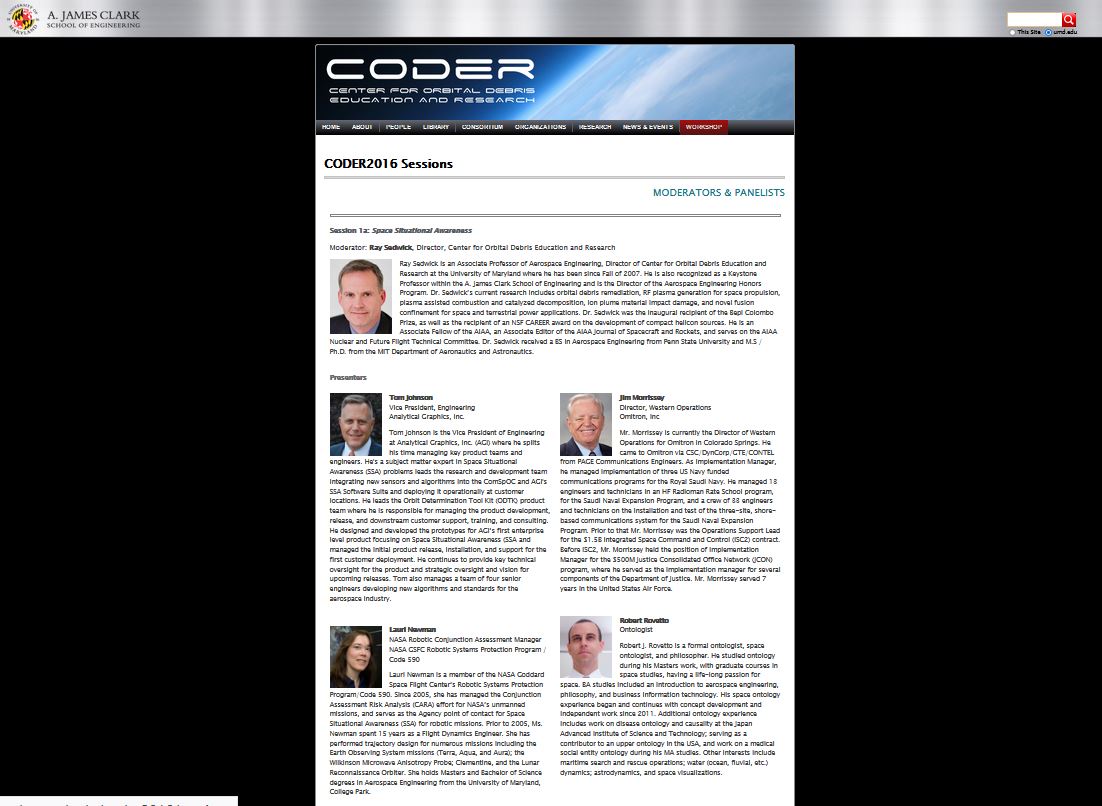 UNIVERSITY OF
MARYLAND
A. JAMES CLARK
SCHOOL OF ENGINEERING
This Site umd.edu
CODER
CENTER FOR ORBITAL DEBRIS
EDUCATION AND RESEARCH
HOME ABOUT PEOPLE LIBRARY CONSORTIUM ORGANIZATIONS RESEARCH NEWS & EVENTS WORKSHOP
CODER2016 Sessions
MODERATORS & PANELISTS
Session 1a: Space Situational Awareness
Moderator: Ray Sedwick, Director, Center for Orbital Debris Education and Research
Ray Sedwick is an Associate Professor of Aerospace Engineering, Director of Center for Orbital Debris Education and
Research at the University of Maryland where he has been since Fall of 2007. He is also recognized as a Keystone
Professor within the A. James Clark School of Engineering and is the Director of the Aerospace Engineering Honors
Program. Dr. Sedwick's current research includes orbital debris remediation, RF plasma generation for space propulsion,
plasma assisted combustion and catalyzed decomposition, ion plume material impact damage, and novel fusion
confinement for space and terrestrial power applications. Dr. Sedwick was the inaugural recipient of the Bepi Colombo
Prize, as well as the recipient of an NSF CAREER award on the development of compact helicon sources. He is an
Associate Fellow of the AIAA, an Associate Editor of the AIAA Journal of Spacecraft and Rockets, and serves on the AIAA
Nuclear and Future Flight Technical Committee. Dr. Sedwick received a BS in Aerospace Engineering from Penn State University and M.S /
Ph.D. from the MIT Department of Aeronautics and Astronautics.
Presenters
Tom Johnson
Vice President, Engineering
Analytical Graphics, Inc.
Tom Johnson is the Vice President of Engineering
at Analytical Graphics, Inc. (AGI) where he splits
his time managing key product teams and
engineers. He's a subject matter expert in Space Situational
Awareness (SSA) problems leads the research and development team
integrating new sensors and algorithms into the ComSpOC and AGI's
SSA Software Suite and deploying it operationally at customer
locations. He leads the Orbit Determination Tool Kit (ODTK) product
team where he is responsible for managing the product development,
release, and downstream customer support, training, and consulting.
He designed and developed the prototypes for AGI's first enterprise
level product focusing on Space Situational Awareness (SSA and
managed the initial product release, installation, and support for the
first customer deployment. He continues to provide key technical
oversight for the product and strategic oversight and vision for
upcoming releases. Tom also manages a team of four senior
engineers developing new algorithms and standards for the
aerospace industry.
Jim Morrissey
Director, Western Operations
Omitron, Inc
Mr. Morrissey is currently the Director of Western
Operations for Omitron in Colorado Springs. He
came to Omitron via CSC/DynCorp/GTE/CONTEL
from PAGE Communications Engineers. As Implementation Manager,
he managed implementation of three US Navy funded
communications programs for the Royal Saudi Navy. He managed 18
engineers and technicians in an HF Radioman Rate School program,
for the Saudi Naval Expansion Program, and a crew of 88 engineers
and technicians on the installation and test of the three-site, shore-
based communications system for the Saudi Naval Expansion
Program. Prior to that Mr. Morrissey was the Operations Support Lead
for the $1.5B Integrated Space Command and Control (ISC2) contract.
Before ISC2, Mr. Morrissey held the position of Implementation
Manager for the $500M Justice Consolidated Office Network (JCON)
program, where he served as the implementation manager for several
components of the Department of Justice. Mr. Morrissey served 7
years in the United States Air Force.
Lauri Newman
NASA Robotic Conjunction Assessment Manager
NASA GSFC Robotic Systems Protection Program /
Code 590
Lauri Newman is a member of the NASA Goddard
Space Flight Center's Robotic Systems Protection
Program/Code 590. Since 2005, she has managed the Conjunction
Assessment Risk Analysis (CARA) effort for NASA's unmanned
missions, and serves as the Agency point of contact for Space
Situational Awareness (SSA) for robotic missions. Prior to 2005, Ms.
Newman spent 15 years as a Flight Dynamics Engineer. She has
performed trajectory design for numerous missions including the
Earth Observing System missions (Terra, Aqua, and Aura); the
Wilkinson Microwave Anisotropy Probe; Clementine, and the Lunar
Reconnaissance Orbiter. She holds Masters and Bachelor of Science
degrees in Aerospace Engineering from the University of Maryland,
College Park.
Robert Rovetto
Ontologist
Robert J. Rovetto is a formal ontologist, space
ontologist, and philosopher. He studied ontology
during his Masters work, with graduate courses in
space studies, having a life-long passion for
space. BA studies included an introduction to aerospace engineering,
philosophy, and business information technology. His space ontology
experience began and continues with concept development and
independent work since 2011. Additional ontology experience
includes work on disease ontology and causality at the Japan
Advanced Institute of Science and Technology; serving as a
contributor to an upper ontology in the USA, and work on a medical
social entity ontology during his MA studies. Other interests include
maritime search and rescue operations; water (ocean, fluvial, etc.)
dynamics; astrodynamics, and space visualizations.